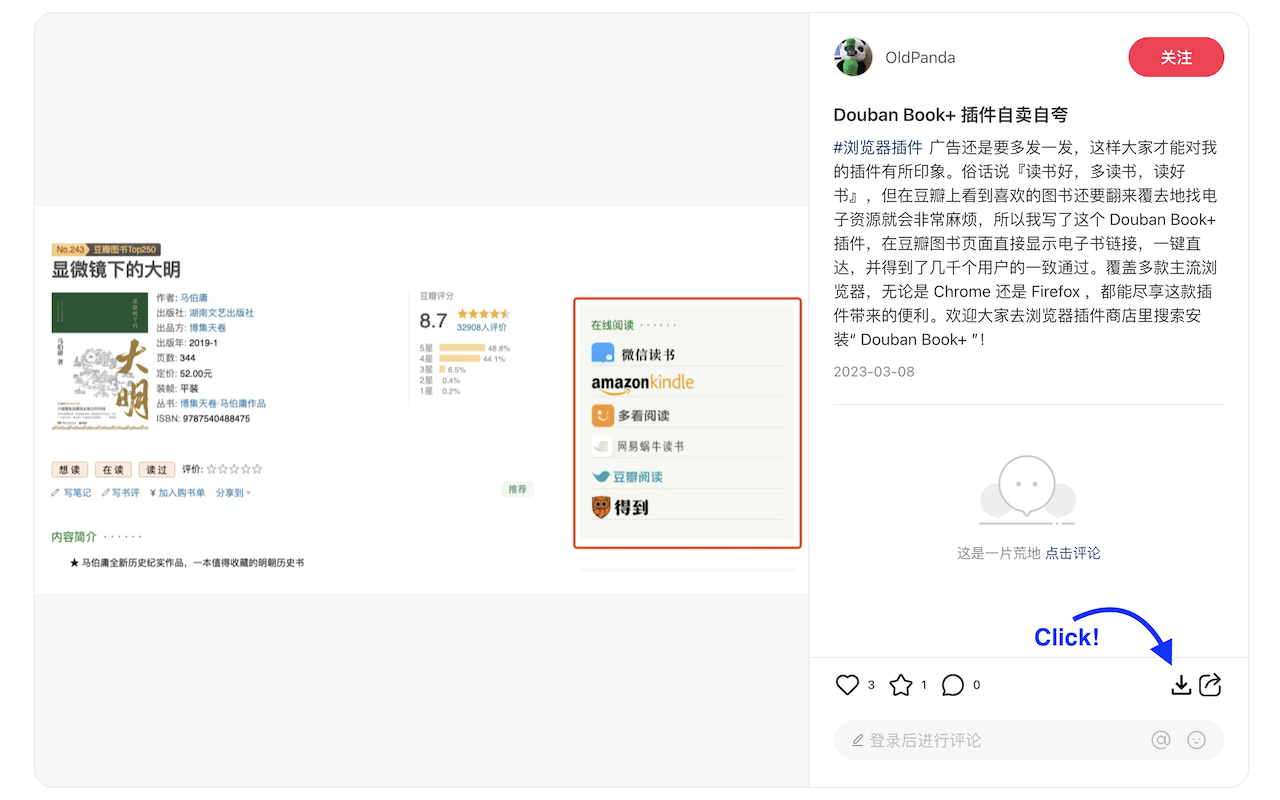 No.243 豆瓣图书Top250
显微镜下的大明
大明
马伯庸 著
作者: 马伯庸
出版社: 湖南文艺出版社
出品方: 博集天卷
出版年: 2019-1
页数: 344
定价: 52.00元
装帧: 平装
丛书: 博集天卷·马伯庸作品
ISBN: 9787540488475
豆瓣评分
8.7
32908人评价
5星 48.8%
4星 44.1%
3星 6.5%
2星 0.4%
1星 0.2%
想读 在读 读过 评价:
写笔记 写书评 ¥加入购书单 分享到
推荐
内容简介 · · · · · ·
★ 马伯庸全新历史纪实作品，一本值得收藏的明朝历史书
在线阅读 · · · · · ·
微信读书
amazonkindle
多看阅读
网易蜗牛读书
豆瓣阅读
得到
OldPanda
关注
Douban Book+ 插件自卖自夸
#浏览器插件 广告还是要多发一发，这样大家才能对我
的插件有所印象。俗话说『读书好，多读书，读好
书』，但在豆瓣上看到喜欢的图书还要翻来覆去地找电
子资源就会非常麻烦，所以我写了这个 Douban Book+
插件，在豆瓣图书页面直接显示电子书链接，一键直
达，并得到了几千个用户的一致通过。覆盖多款主流浏
览器，无论是 Chrome 还是 Firefox ，都能尽享这款插
件带来的便利。欢迎大家去浏览器插件商店里搜索安
装“ Douban Book+ ”！
2023-03-08
这是一片荒地 点击评论
Click!
3 1 0
登录后进行评论